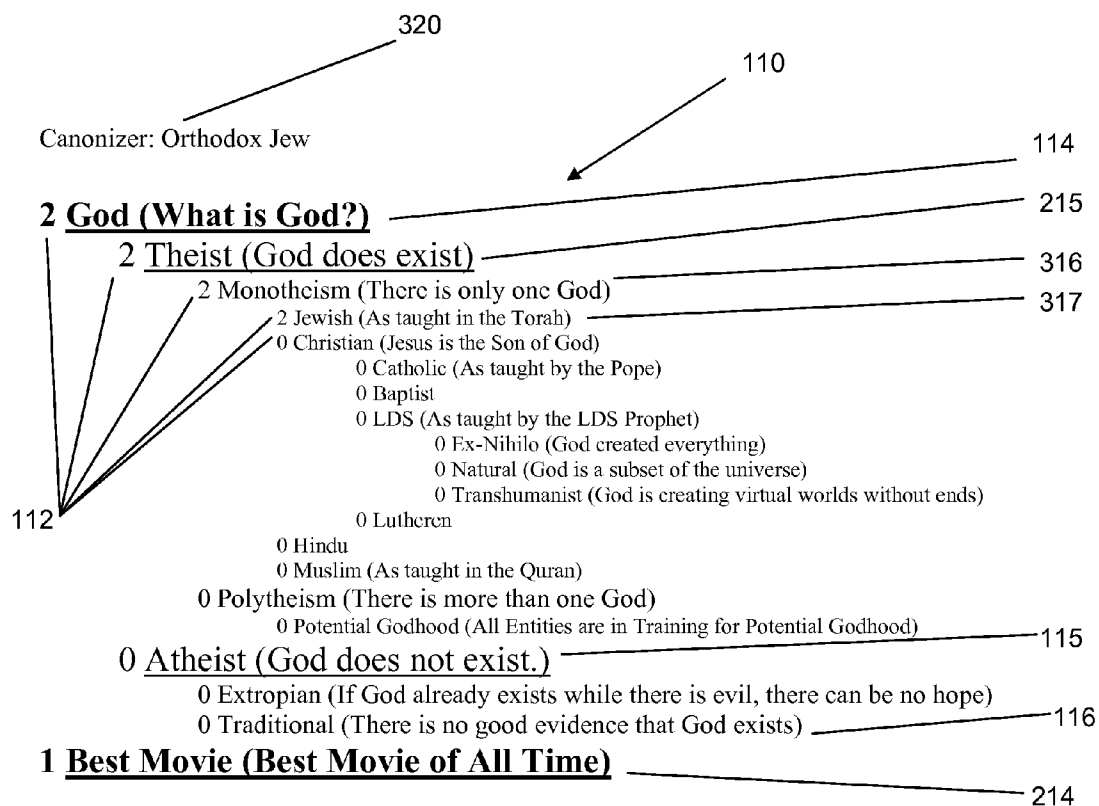 320
110
Canonizer: Orthodox Jew
114
2 God (What is God?)
215
2 Theist (God does exist)
316
2 Monotheism (There is only one God)
317
2 Jewish (As taught in the Torah)
0 Christian (Jesus is the Son of God)
0 Catholic (As taught by the Pope)
0 Baptist
0 LDS (As taught by the LDS Prophet)
0 Ex-Nihilo (God created everything)
0 Natural (God is a subset of the universe)
0 Transhumanist (God is creating virtual worlds without ends)
112
0 Lutheren
0 Hindu
0 Muslim (As taught in the Quran)
0 Polytheism (There is more than one God)
0 Potential Godhood (All Entities are in Training for Potential Godhood)
115
0 Atheist (God does not exist.)
0 Extropian (If God already exists while there is evil, there can be no hope)
0 Traditional (There is no good evidence that God exists)
116
1 Best Movie (Best Movie of All Time)
214